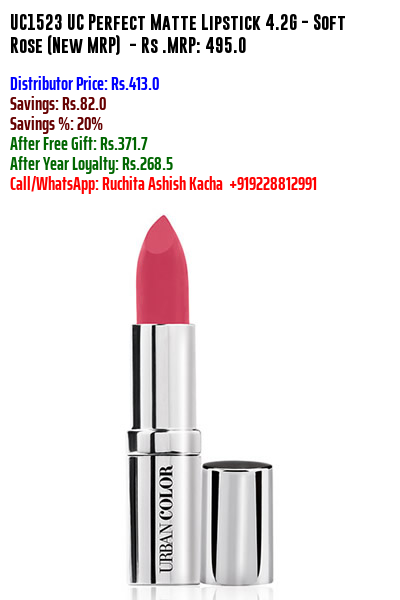 UC1523 UC Perfect Matte Lipstick 4.2G - Soft
Rose (New MRP) - Rs .MRP: 495.0
Distributor Price: Rs.413.0
Savings: Rs.82.0
Savings %: 20%
After Free Gift: Rs.371.7
After Year Loyalty: Rs.268.5
Call/WhatsApp: Ruchita Ashish Kacha +919228812991
URBAN COLOR